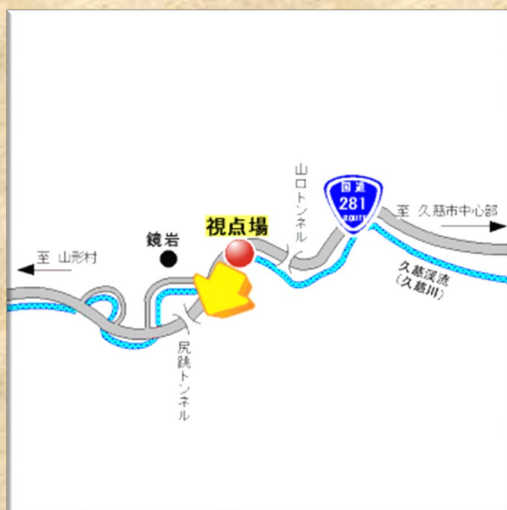 山口トンネル
国道
281
ROUTE
至 久慈市中心部
視点場
鏡岩
至 山形村
久慈渓流
(久慈川)
尻跳トンネル